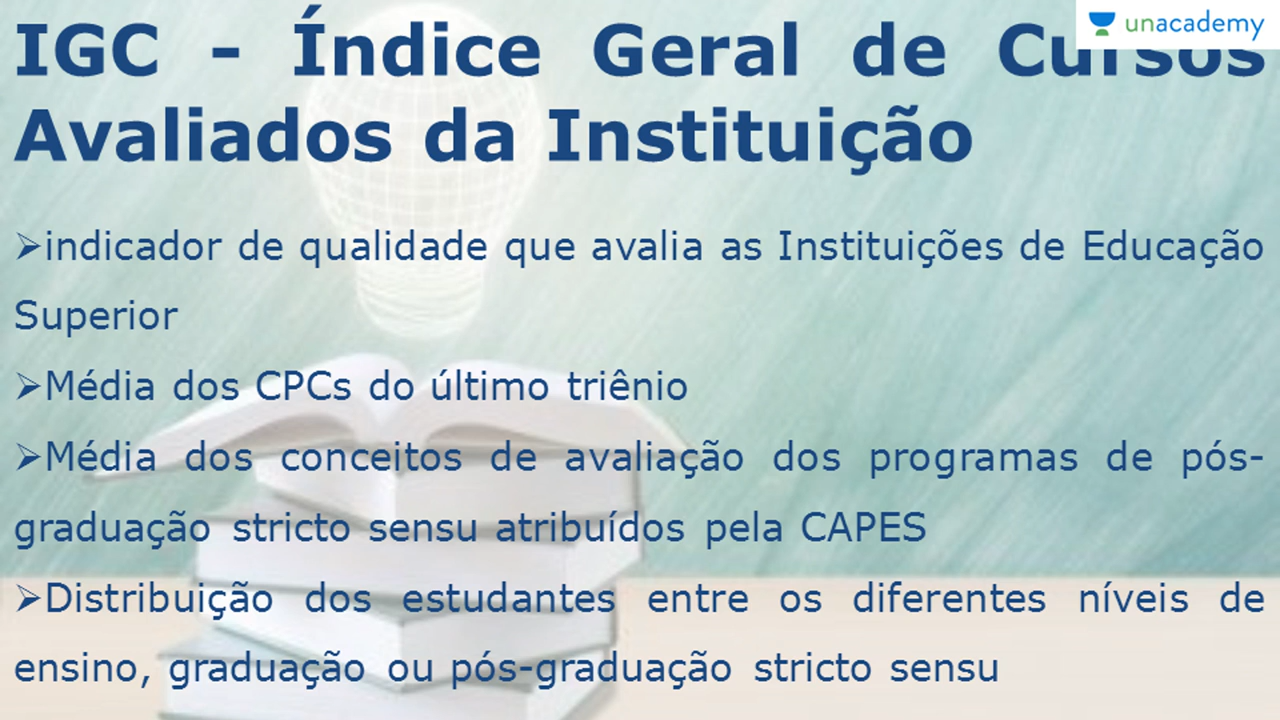 unacademy
IGC - Índice Geral de Cursos
Avaliados da Instituição
➢indicador de qualidade que avalia as Instituições de Educação
Superior
➢Média dos CPCs do último triênio
➢Média dos conceitos de avaliação dos programas de pós-
graduação stricto sensu atribuídos pela CAPES
➢Distribuição dos estudantes entre os diferentes níveis de
ensino, graduação ou pós-graduação stricto sensu